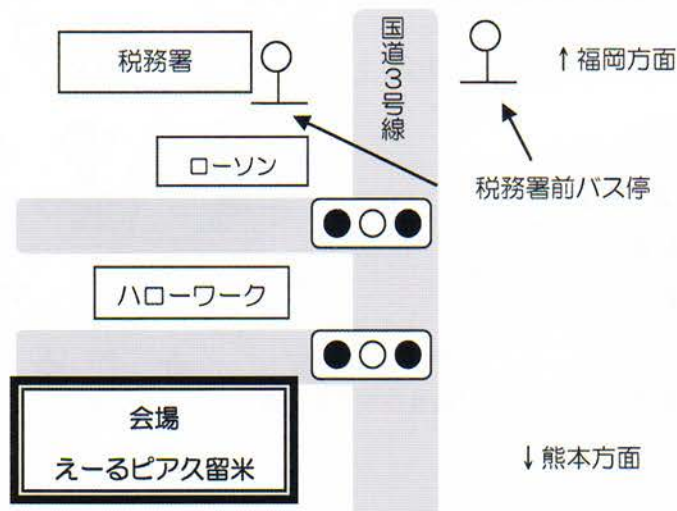 税務署
国道3号線
↑福岡方面
ローソン
税務署前バス停
ハローワーク
会場
えーるピアク留米
↓熊本方面